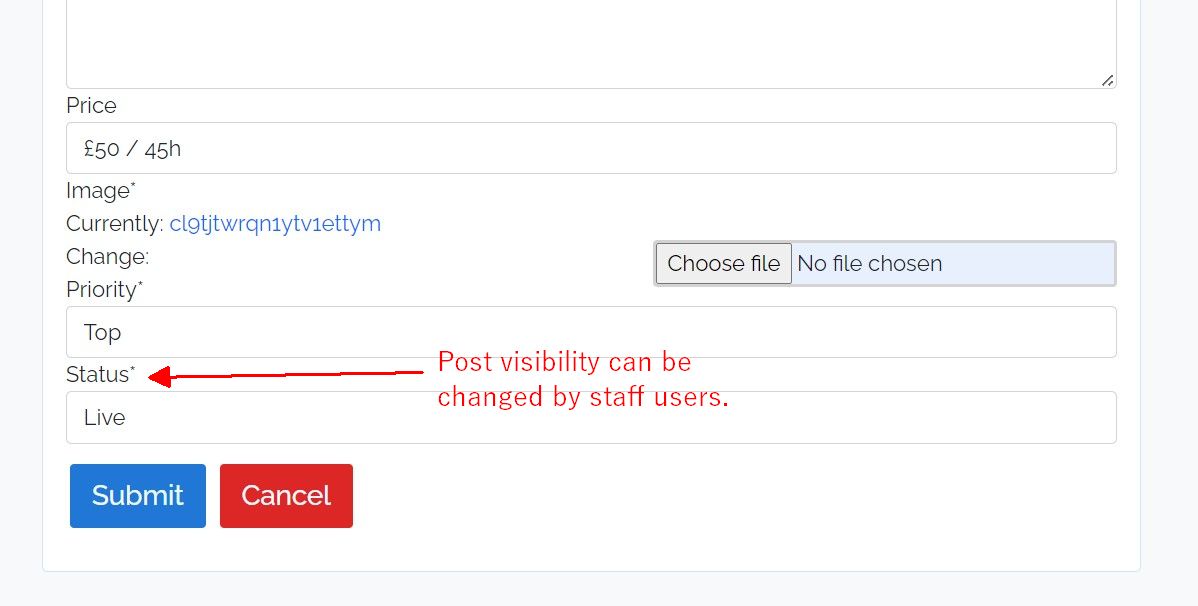 Price
£50 / 45h
Image*
Currently: cl9tjtwrqn1ytv1ettym
Change:
Choose file No file chosen
Priority*
Top
Post visibility can be
Status*
changed by staff users.
Live
Submit Cancel